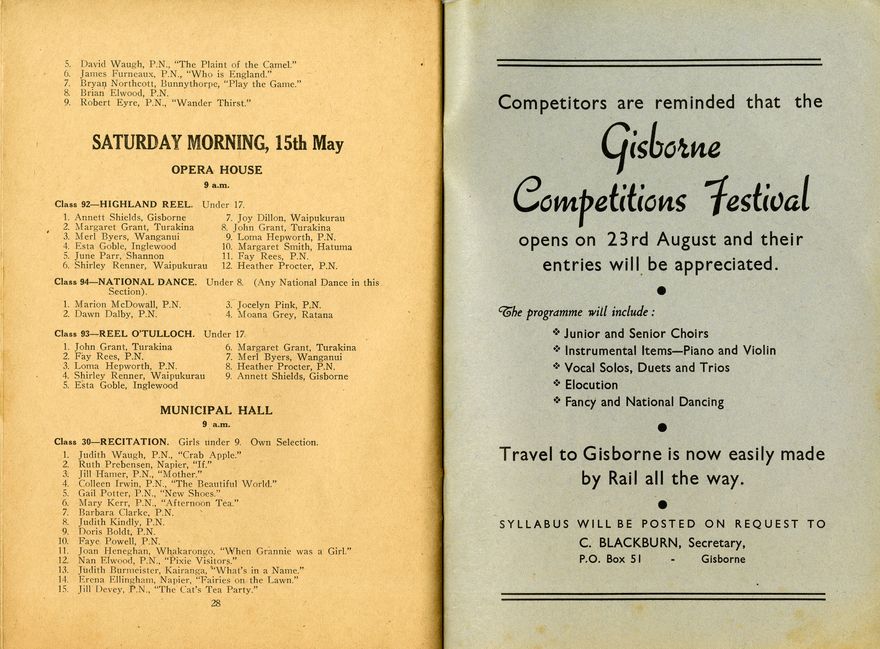 5. David Waugh, P.N., “The Plaint of the Camel.”
6. James Furneaux, P.N., “Who is England.”
7. Bryan Northcott, Bunnythorpe, “Play the Game.”
8. Brian Elwood, P.N.
9. Robert Eyre, P.N., “Wander Thirst.”
SATURDAY MORNING, 15th May
OPERA HOUSE
9 a.m.
Class 92—HIGHLAND REEL. Under 17.
1. Annett Shields, Gisborne
2. Margaret Grant, Turakina
3. Merl Byers, Wanganui
4. Esta Goble, Inglewood
5. June Parr, Shannon
6. Shirley Renner, Waipukurau
7. Joy Dillon, Waipukurau
8. John Grant, Turakina
9. Loma Hepworth, P.N.
10. Margaret Smith, Hatuma
11. Fay Rees, P.N.
12. Heather Procter, P.N.
Class 94—NATIONAL DANCE. Under 8. (Any National Dance in this
Section).
1. Marion McDowall, P.N.
2. Dawn Dalby, P.N.
3. Jocelyn Pink, P.N.
4. Moana Grey, Ratana
Class 93—REEL O'TULLOCH. Under 17.
1. John Grant, Turakina
2. Fay Rees, P.N.
3. Loma Hepworth, P.N.
4. Shirley Renner, Waipukurau
5. Esta Goble, Inglewood
6. Margaret Grant, Turakina
7. Merl Byers, Wanganui
8. Heather Procter, P.N.
9. Annett Shields, Gisborne
MUNICIPAL HALL
9 a.m.
Class 30—RECITATION. Girls under 9. Own Selection.
1. Judith Waugh, P.N., “Crab Apple.”
2. Ruth Prebensen, Napier, “If.”
3. Jill Hamer, P.N., “Mother.”
4. Colleen Irwin, P.N., “The Beautiful World.”
5. Gail Potter, P.N., “New Shoes.”
6. Mary Kerr, P.N., “Afternoon Tea.”
7. Barbara Clarke, P.N.
8. Judith Kindly, P.N.
9. Doris Boldt, P.N.
10. Faye Powell, P.N.
11. Joan Heneghan, Whakarongo, “When Grannie was a Girl.”
12. Nan Elwood, P.N., “Pixie Visitors.”
13. Judith Burmeister, Kairanga, “What's in a Name.”
14. Erena Ellingham, Napier, “Fairies on the Lawn.”
15. Jill Devey, P.N., “The Cat's Tea Party.”
28
Competitors are reminded that the
Gisborne
Competitions Festival
opens on 23rd August and their
entries will be appreciated.
The programme will include :
Junior and Senior Choirs
Instrumental Items—Piano and Violin
Vocal Solos, Duets and Trios
Elocution
Fancy and National Dancing
Travel to Gisborne is now easily made
by Rail all the way.
SYLLABUS WILL BE POSTED ON REQUEST TO
C. BLACKBURN, Secretary,
P.O. Box 51 - Gisborne